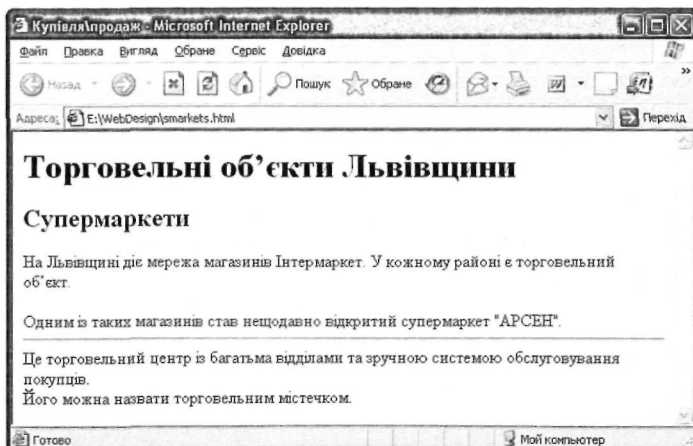 Купівля\продаж - Microsoft Internet Explorer
Файл Правка Вигляд Обране Сервіс Довідка
Назад Пошук Обране »
Адреса: E:\WebDesign\smarkets.html Перехід
Торговельні об’єкти Львівщини
Супермаркети
На Львівщині діє мережа магазинів Інтермаркет. У кожному районі є торговельний
об’єкт.
Одним із таких магазинів став нещодавно відкритий супермаркет "АРСЕН".
Це торговельний центр із багатьма відділами та зручною системою обслуговування
покупців.
Його можна назвати торговельним містечком.
Готово Мой компьютер